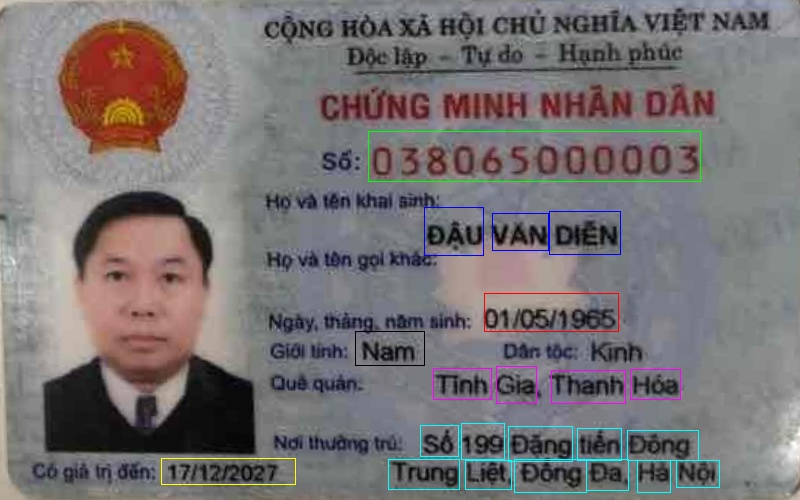 CỘNG HÒA XÃ HỘI CHỦ NGHĨA VIỆT NAM
Độc lập - Tự do - Hạnh phúc
CHỨNG MINH NHÂN DÂN
Số: 038065000003
Họ và tên khai sinh:
ĐẬU VĂN DIỄN
Họ và tên gọi khác:
Ngày, tháng, năm sinh: 01/05/1965
Giới tính: Nam Dân tộc: Kinh
Quê quán: Tĩnh Gia, Thanh Hóa
Nơi thường trú: Số 199 Đặng tiến Đông
Trung Liệt, Đống Đa, Hà Nội
Có giá trị đến: 17/12/2027